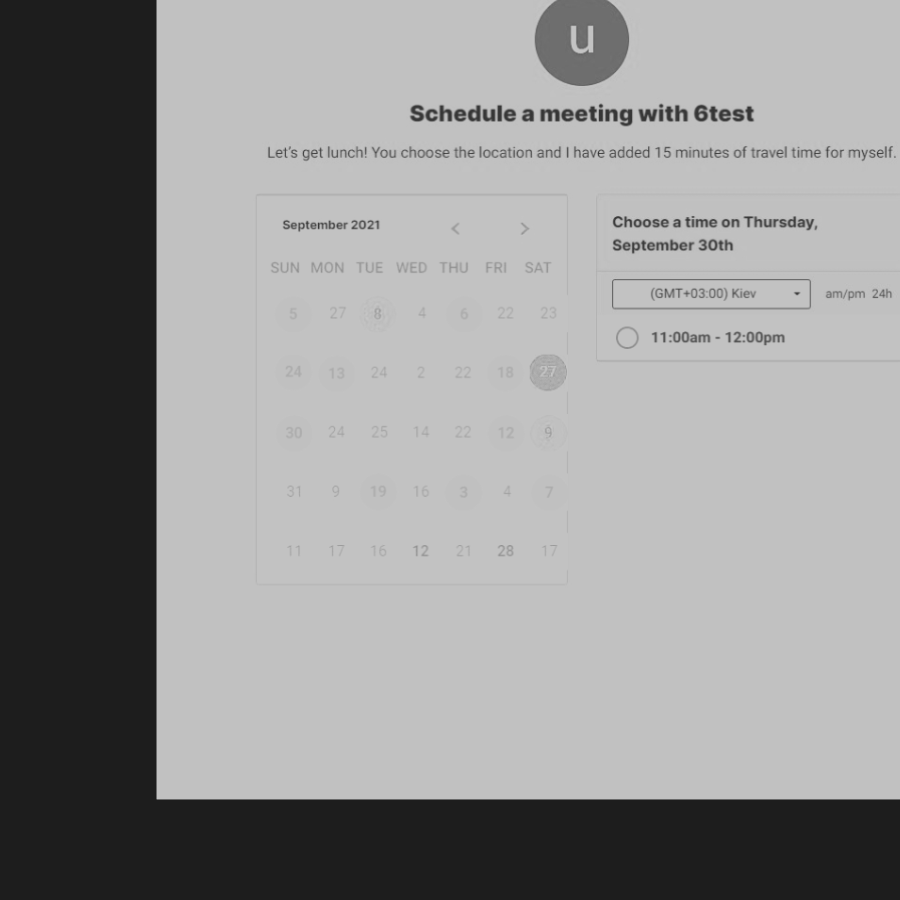 u
Schedule a meeting with 6test
Let's get lunch! You choose the location and I have added 15 minutes of travel time for myself.
September 2021 < >
SUN MON TUE WED THU FRI SAT
5 27 8 4 6 22 23
24 13 24 2 22 18 27
30 24 25 14 22 12 9
31 9 19 16 3 4 7
11 17 16 12 21 28 17
Choose a time on Thursday,
September 30th
(GMT+03:00) Kiev am/pm 24h
11:00am - 12:00pm